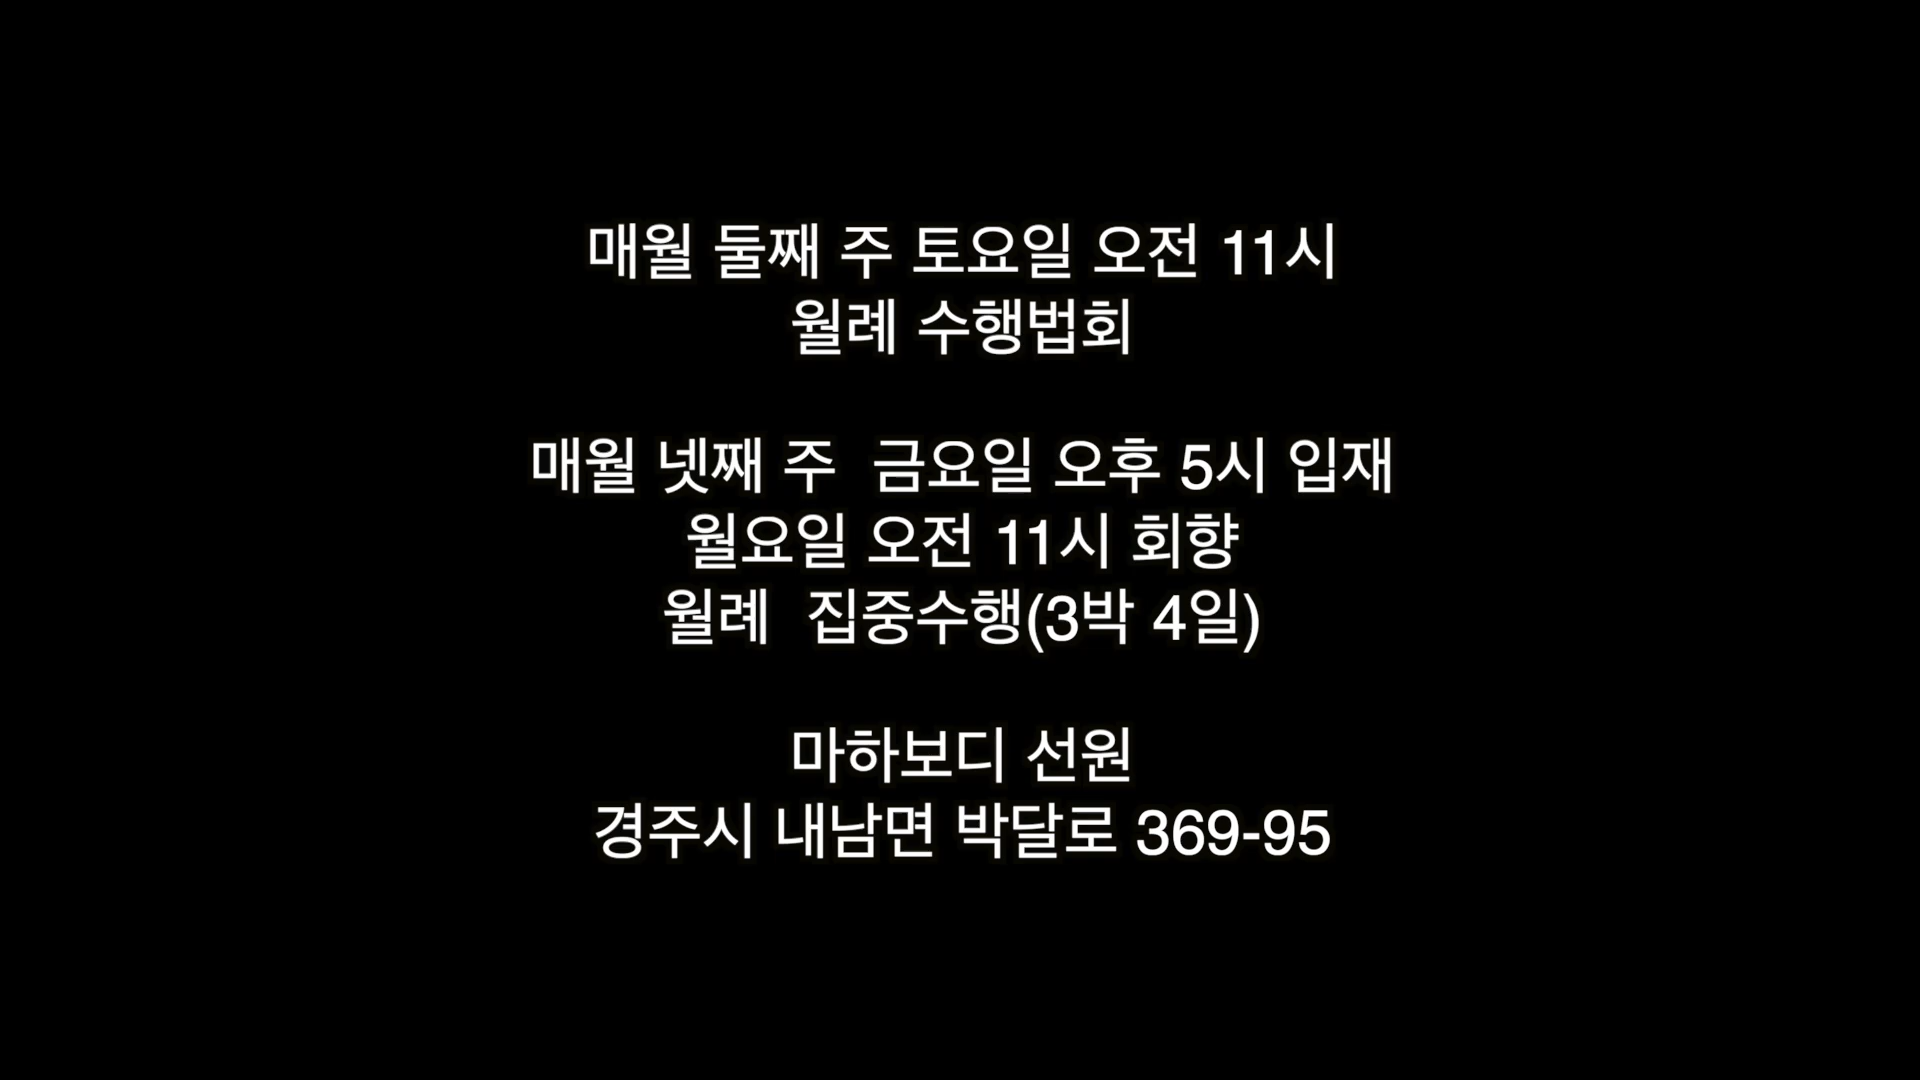 매월 둘째 주 토요일 오전 11시
월례 수행법회
매월 넷째 주  금요일 오후 5시 입재
월요일 오전 11시 회향
월례  집중수행(3박 4일)
마하보디 선원
경주시 내남면 박달로 369-95